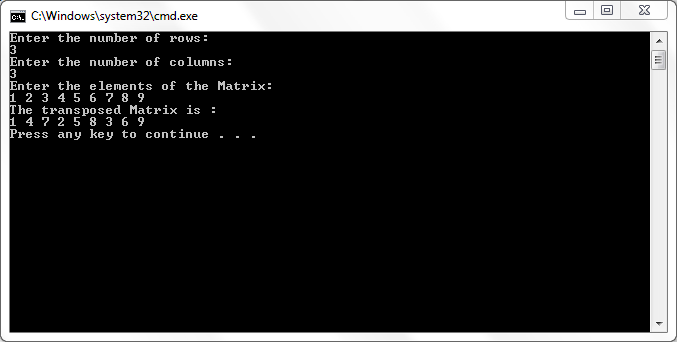 C:\Windows\system32\cmd.exe
Enter the number of rows:
3
Enter the number of columns:
3
Enter the elements of the Matrix:
1 2 3 4 5 6 7 8 9
The transposed Matrix is :
1 4 7 2 5 8 3 6 9
Press any key to continue . . .